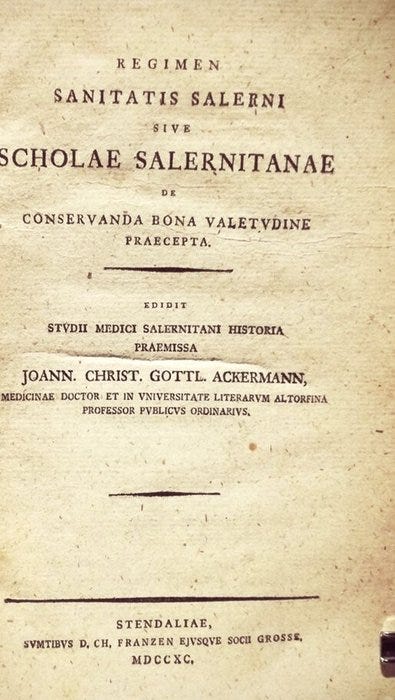 REGIMEN
SANITATIS SALERNI
SIVE
SCHOLAE SALERNITANAE
DE
CONSERVANDA BONA VALETVDINE
PRAECEPTA.
EDIDIT
STVDII MEDICI SALERNITANI HISTORIA
PRAEMISSA
JOANN. CHRIST. GOTTL. ACKERMANN,
MEDICINAE DOCTOR ET IN VNIVERSITATE LITERARVM ALTORFINA
PROFESSOR PVBLICVS ORDINARIVS.
STENDALIAE,
SVMTIBVS D. CH. FRANZEN EJVSQVE SOCII GROSSE.
MDCCXC.